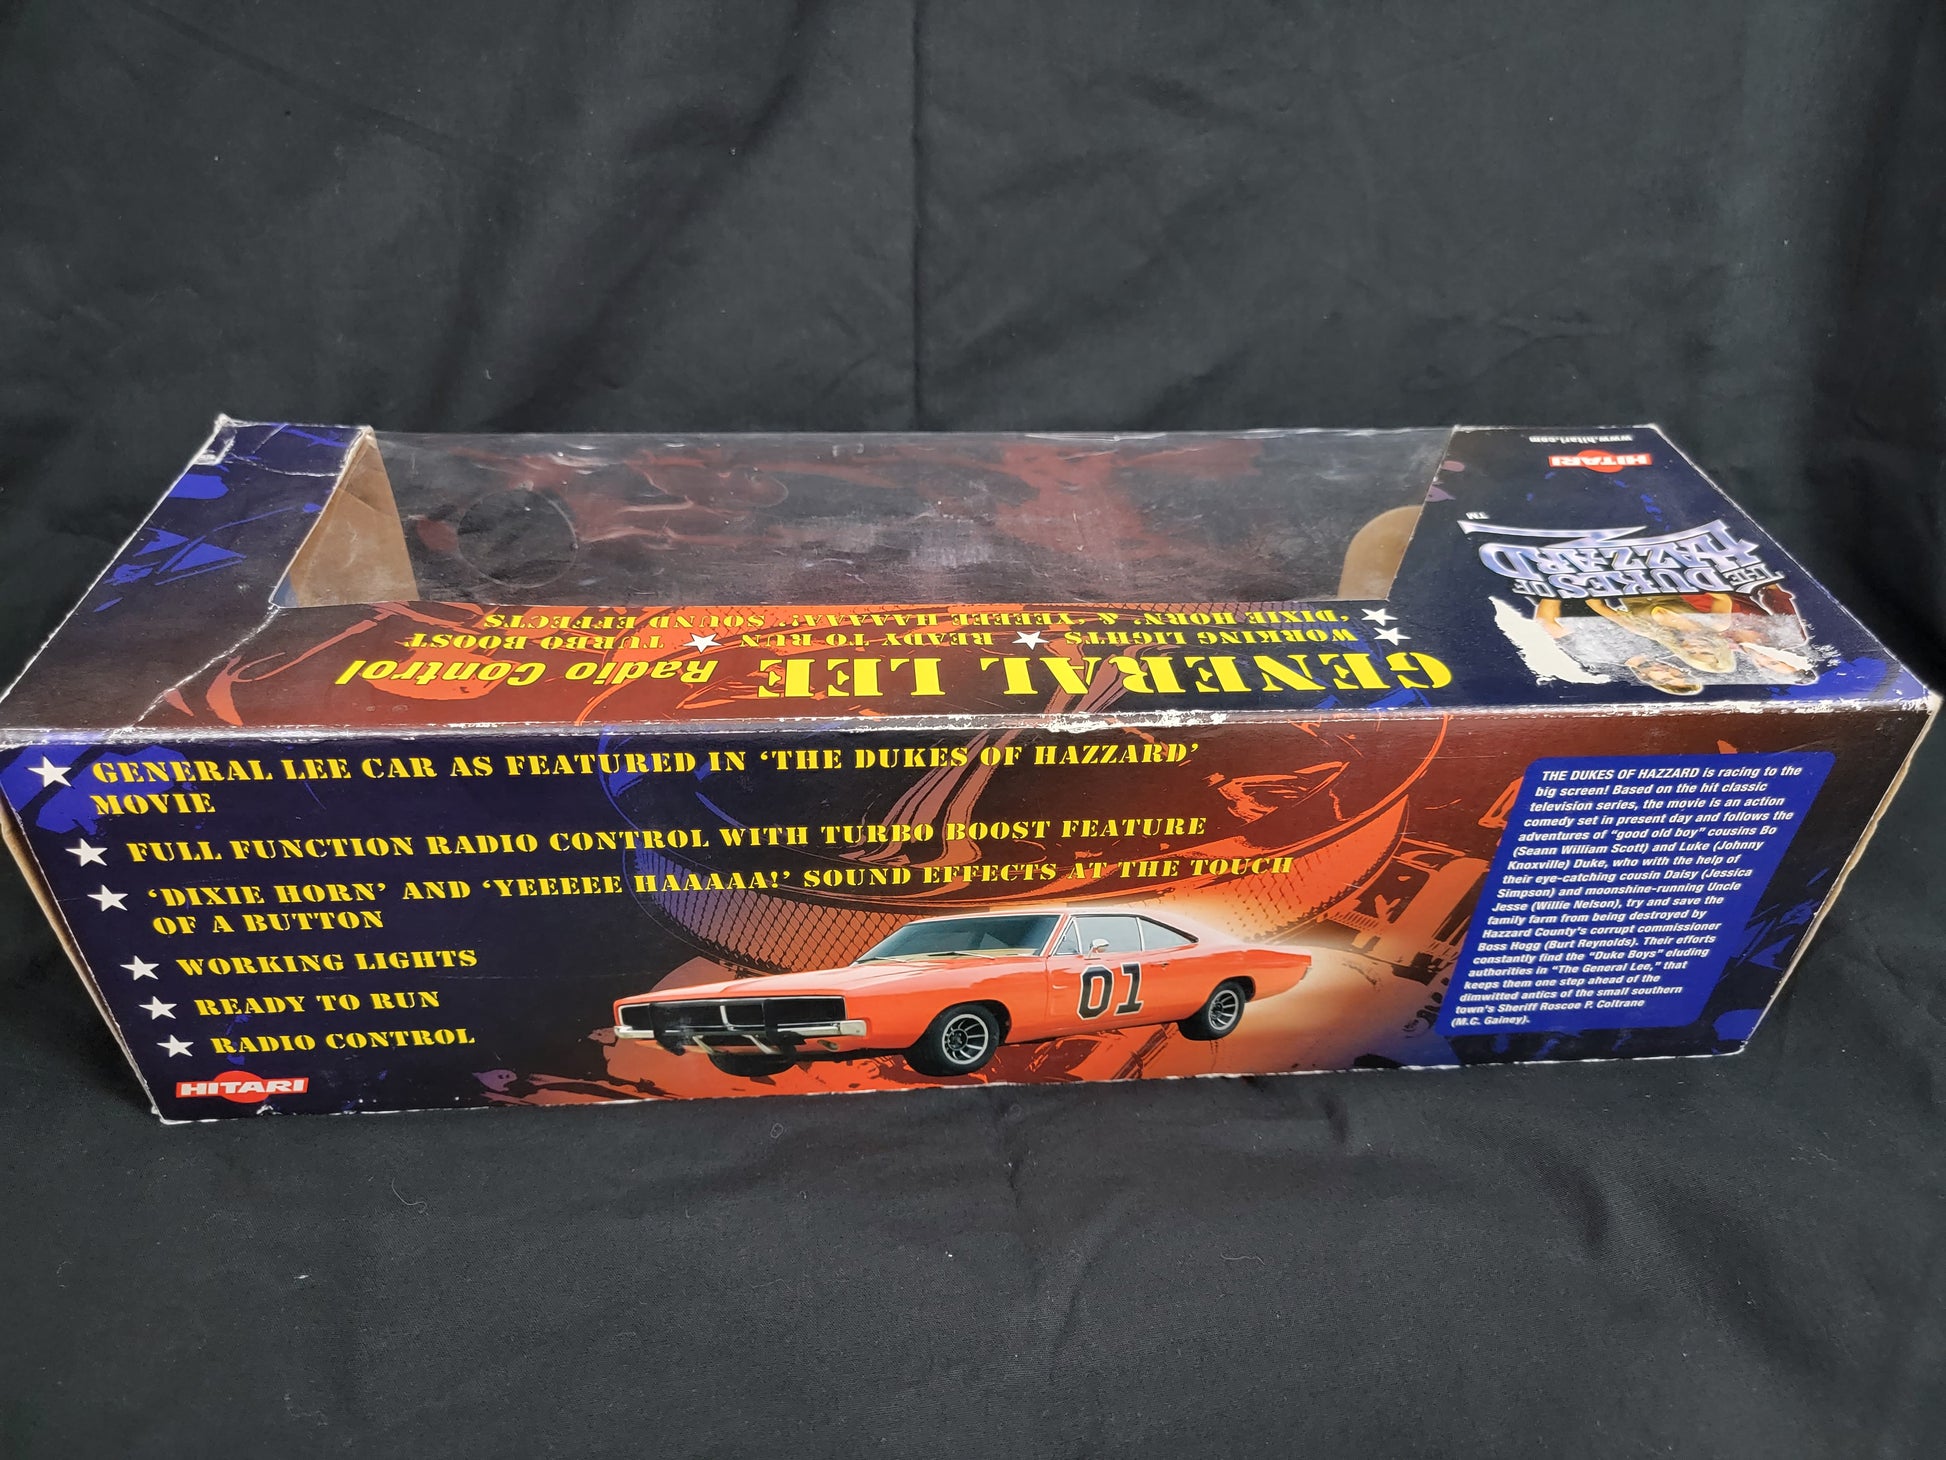 www.hitari.com
HITARI
TM
THE DUKES OF
HAZZARD
'DIXIE HORN' & 'YEEEEE HAAAAA!' SOUND EFFECTS
WORKING LIGHTS READY TO RUN TURBO BOOST
GENERAL LEE Radio Control
GENERAL LEE CAR AS FEATURED IN 'THE DUKES OF HAZZARD'
MOVIE
FULL FUNCTION RADIO CONTROL WITH TURBO BOOST FEATURE
'DIXIE HORN' AND 'YEEEEE HAAAAA!' SOUND EFFECTS AT THE TOUCH
OF A BUTTON
WORKING LIGHTS
READY TO RUN
RADIO CONTROL
HITARI
01
THE DUKES OF HAZZARD is racing to the
big screen! Based on the hit classic
television series, the movie is an action
comedy set in present day and follows the
adventures of "good old boy" cousins Bo
(Seann William Scott) and Luke (Johnny
Knoxville) Duke, who with the help of
their eye-catching cousin Daisy (Jessica
Simpson) and moonshine-running Uncle
Jesse (Willie Nelson), try and save the
family farm from being destroyed by
Hazzard County's corrupt commissioner
Boss Hogg (Burt Reynolds). Their efforts
constantly find the "Duke Boys" eluding
authorities in "The General Lee," that
keeps them one step ahead of the
dimwitted antics of the small southern
town's Sheriff Roscoe P. Coltrane
(M.C. Gainey).